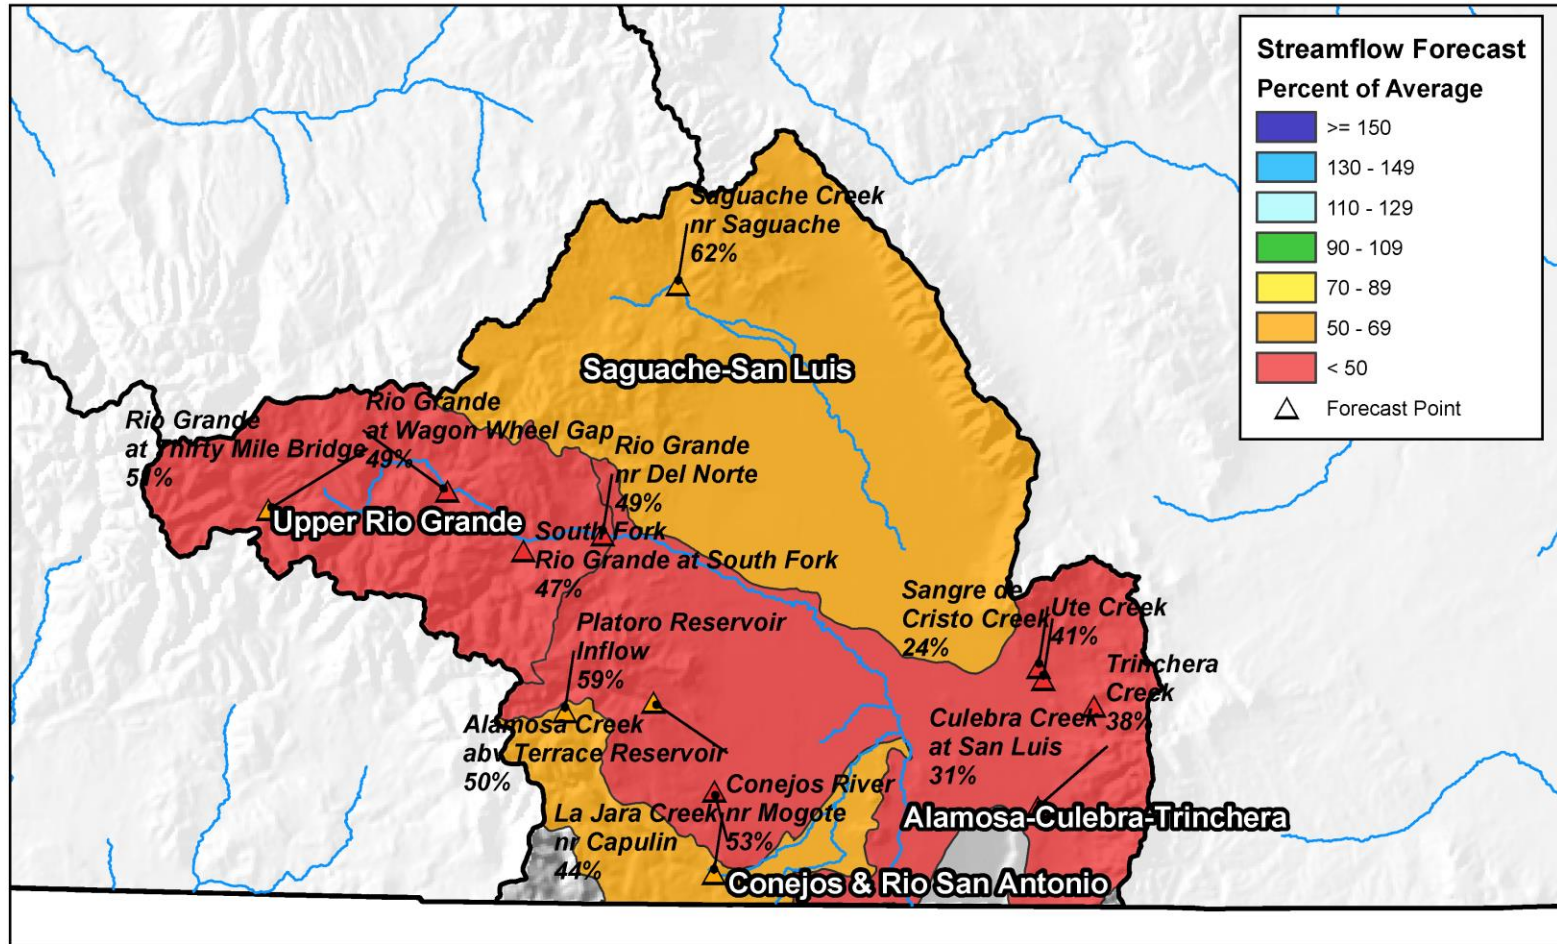 Streamflow Forecast
Percent of Average
>= 150
130 - 149
110 - 129
90 - 109
70 - 89
50 - 69
< 50
Forecast Point
Saguache Creek
nr Saguache
62%
Saguache-San Luis
Rio Grande
at Thirty Mile Bridge
51%
Rio Grande
at Wagon Wheel Gap
49%
Rio Grande
nr Del Norte
49%
Upper Rio Grande
South Fork
Rio Grande at South Fork
47%
Sangre de
Cristo Creek
24%
Ute Creek
41%
Platoro Reservoir
Inflow
59%
Trinchera
Creek
38%
Alamosa Creek
abv Terrace Reservoir
50%
Culebra Creek
at San Luis
31%
Conejos River
nr Mogote
53%
La Jara Creek
nr Capulin
44%
Alamosa-Culebra-Trinchera
Conejos & Rio San Antonio